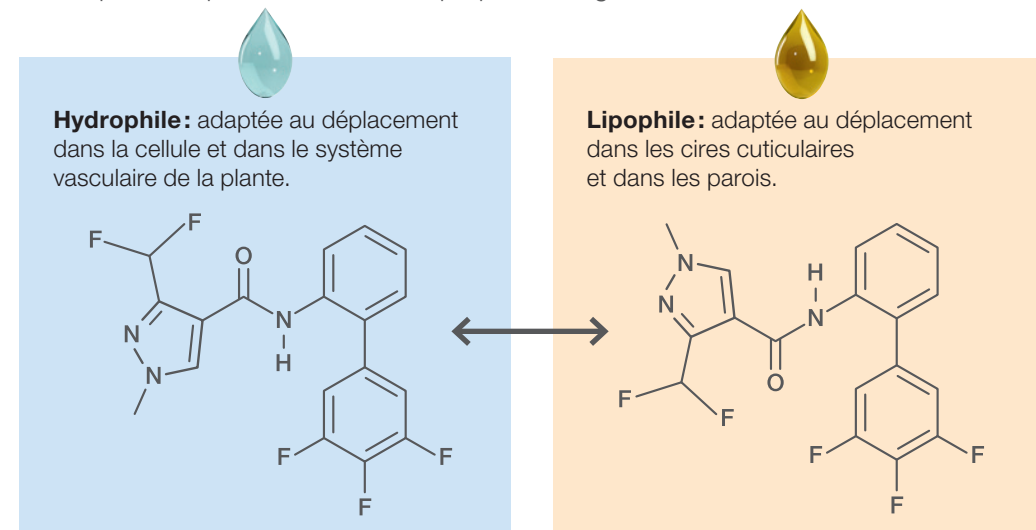 Hydrophile: adaptée au déplacement
dans la cellule et dans le système
vasculaire de la plante.
F
F
O
N
N
N
H
F
F
F
Lipophile: adaptée au déplacement
dans les cires cuticulaires
et dans les parois.
N
H
N
N
O
F
F
F
F
F